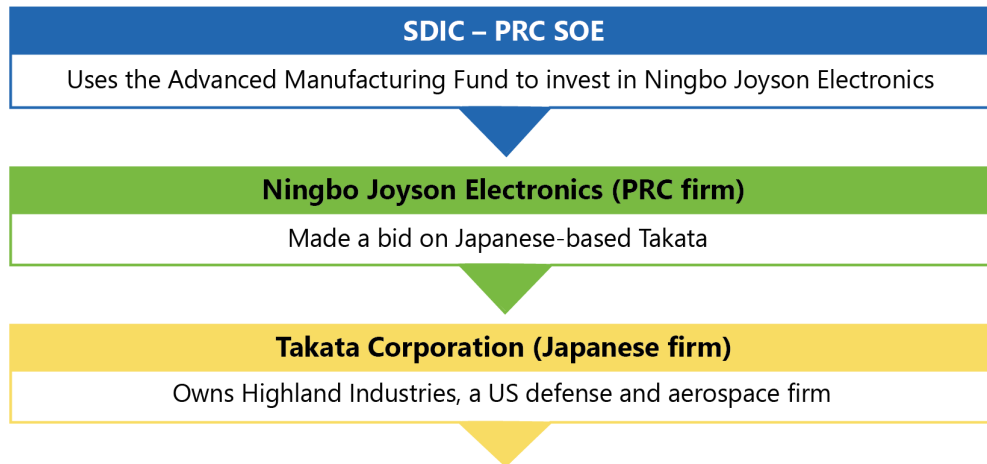 SDIC – PRC SOE
Uses the Advanced Manufacturing Fund to invest in Ningbo Joyson Electronics
Ningbo Joyson Electronics (PRC firm)
Made a bid on Japanese-based Takata
Takata Corporation (Japanese firm)
Owns Highland Industries, a US defense and aerospace firm